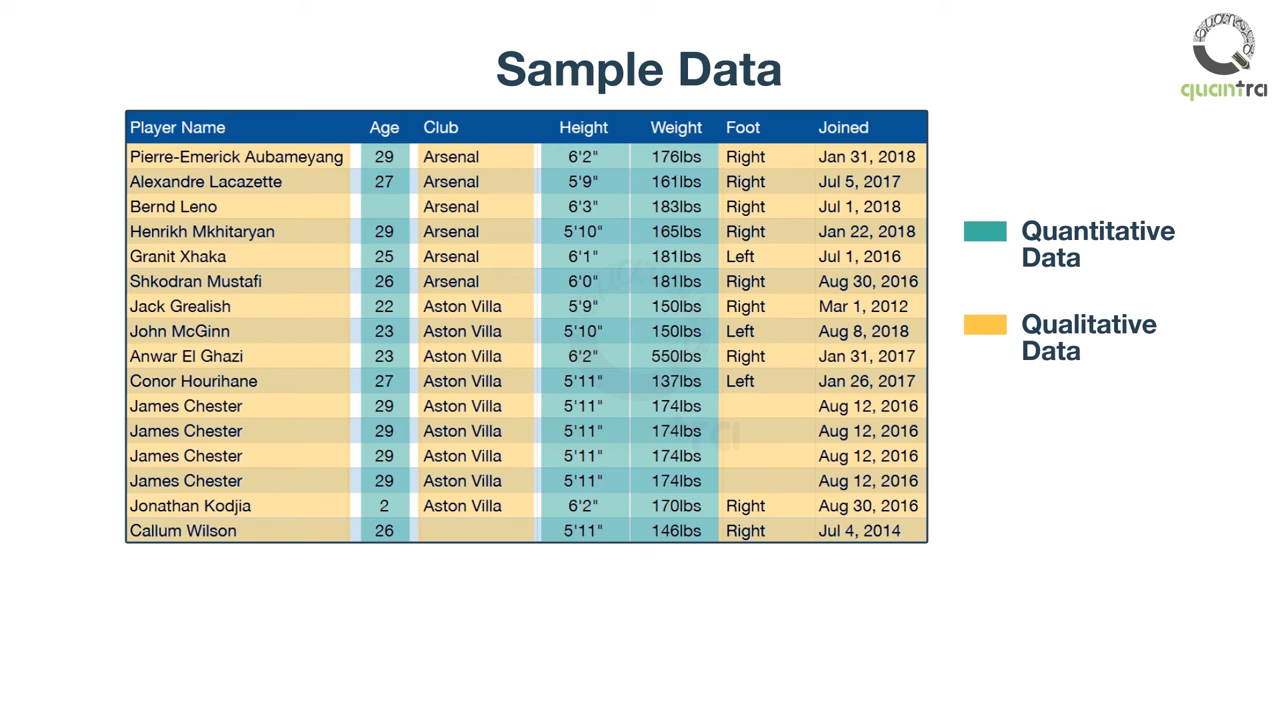 Sample Data
quantra
Player Name Age Club Height Weight Foot Joined
Pierre-Emerick Aubameyang 29 Arsenal 6'2" 176lbs Right Jan 31, 2018
Alexandre Lacazette 27 Arsenal 5'9" 161lbs Right Jul 5, 2017
Bernd Leno Arsenal 6'3" 183lbs Right Jul 1, 2018
Henrikh Mkhitaryan 29 Arsenal 5'10" 165lbs Right Jan 22, 2018
Granit Xhaka 25 Arsenal 6'1" 181lbs Left Jul 1, 2016
Shkodran Mustafi 26 Arsenal 6'0" 181lbs Right Aug 30, 2016
Jack Grealish 22 Aston Villa 5'9" 150lbs Right Mar 1, 2012
John McGinn 23 Aston Villa 5'10" 150lbs Left Aug 8, 2018
Anwar El Ghazi 23 Aston Villa 6'2" 550lbs Right Jan 31, 2017
Conor Hourihane 27 Aston Villa 5'11" 137lbs Left Jan 26, 2017
James Chester 29 Aston Villa 5'11" 174lbs Aug 12, 2016
James Chester 29 Aston Villa 5'11" 174lbs Aug 12, 2016
James Chester 29 Aston Villa 5'11" 174lbs Aug 12, 2016
James Chester 29 Aston Villa 5'11" 174lbs Aug 12, 2016
Jonathan Kodjia 2 Aston Villa 6'2" 170lbs Right Aug 30, 2016
Callum Wilson 26 5'11" 146lbs Right Jul 4, 2014
Quantitative
Data
Qualitative
Data